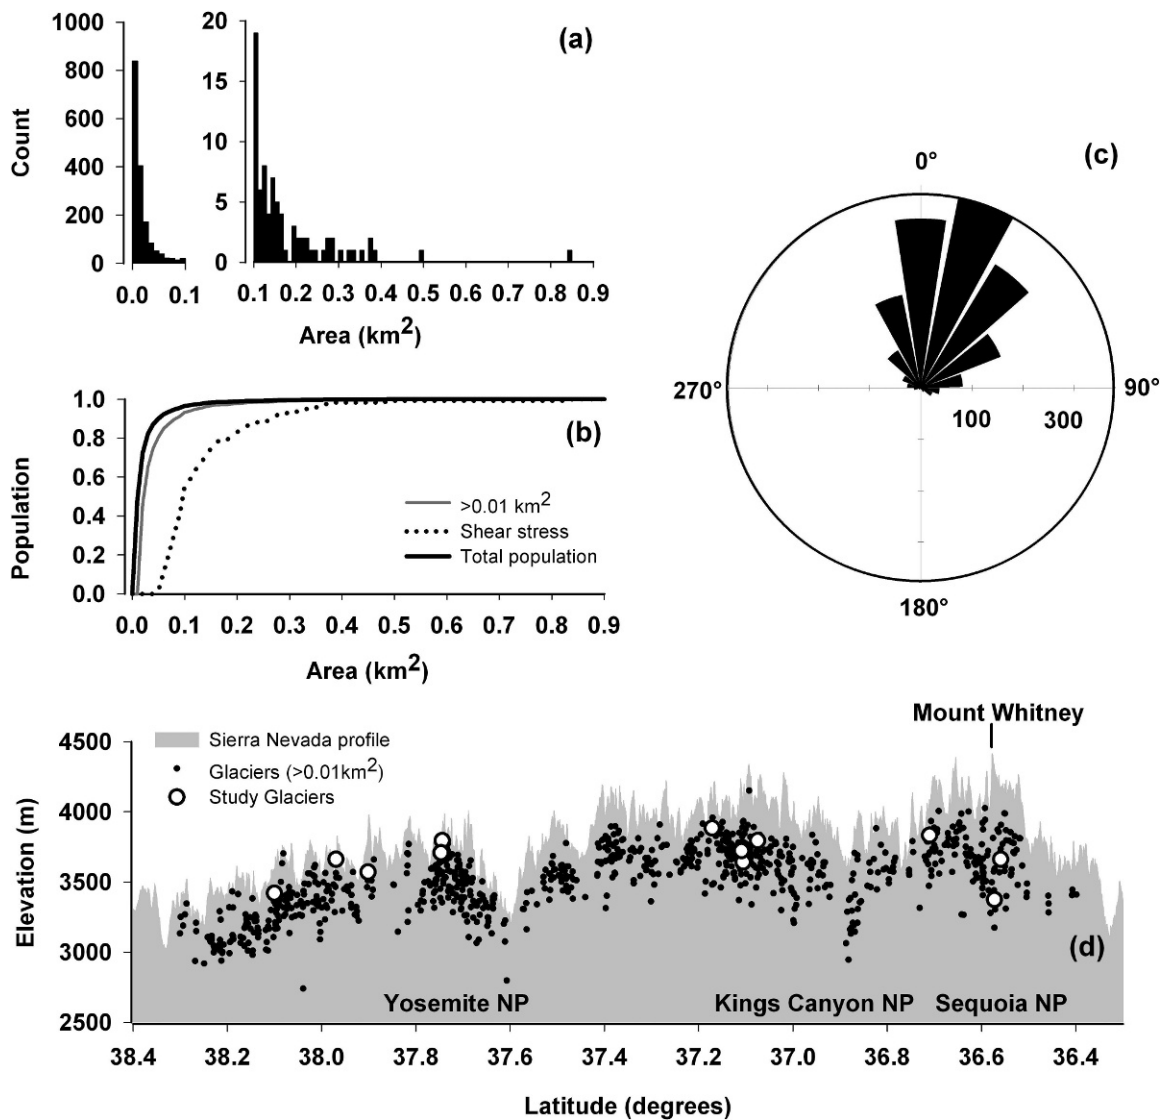 (a)
Count
1000
800
600
400
200
0
0.0 0.1
20
15
10
5
0
0.1 0.2 0.3 0.4 0.5 0.6 0.7 0.8 0.9
Area (km2)
(b)
Population
1.0
0.8
0.6
0.4
0.2
0.0
>0.01 km2
Shear stress
Total population
0.0 0.1 0.2 0.3 0.4 0.5 0.6 0.7 0.8 0.9
Area (km2)
(c)
0°
270°
90°
100 300
180°
Mount Whitney
Elevation (m)
4500
4000
3500
3000
2500
Sierra Nevada profile
Glaciers (>0.01km2)
Study Glaciers
(d)
Yosemite NP Kings Canyon NP Sequoia NP
38.4 38.2 38.0 37.8 37.6 37.4 37.2 37.0 36.8 36.6 36.4
Latitude (degrees)